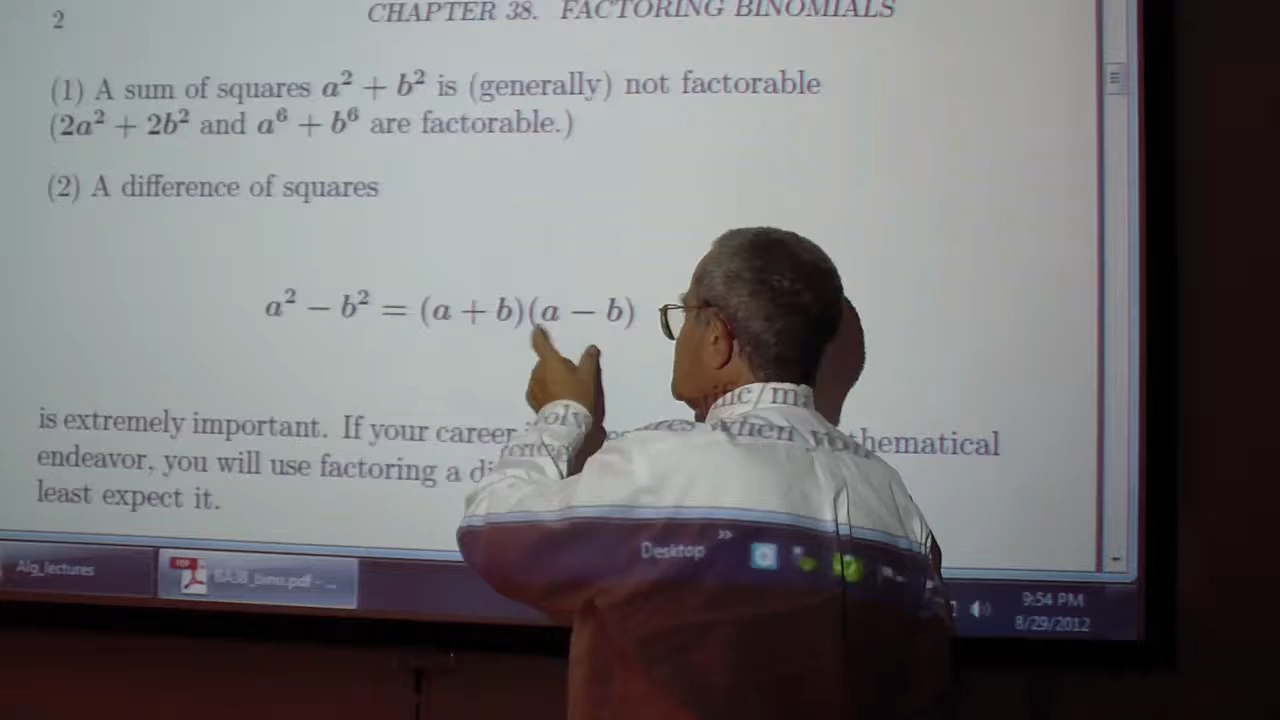 2
CHAPTER 38. FACTORING BINOMIALS
(1) A sum of squares a² + b² is (generally) not factorable
(2a² + 2b² and a⁶ + b⁶ are factorable.)
(2) A difference of squares
a² − b² = (a + b)(a − b)
is extremely important. If your career when thematical
endeavor, you will use factoring a
least expect it.
Desktop
Alg_lectures
9:54 PM
8/29/2012